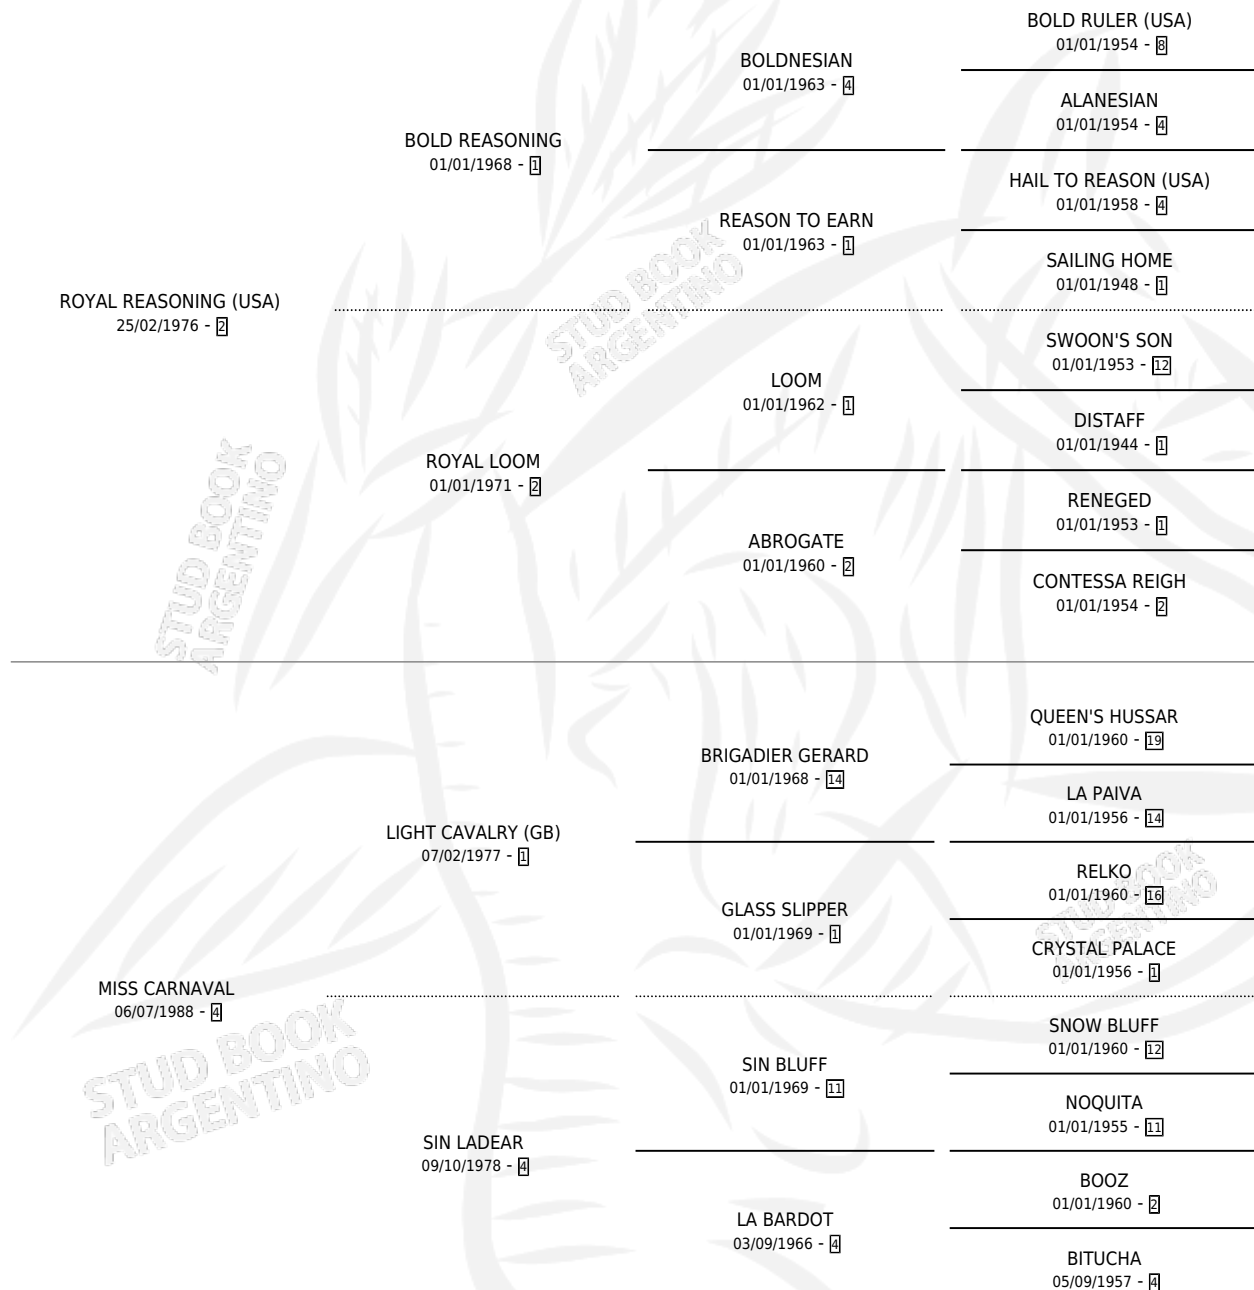 BOLD RULER (USA)
01/01/1954 - 8
BOLDNESIAN
01/01/1963 - 4
ALANESIAN
01/01/1954 - 4
BOLD REASONING
01/01/1968 - 1
HAIL TO REASON (USA)
01/01/1958 - 4
REASON TO EARN
01/01/1963 - 1
SAILING HOME
01/01/1948 - 1
ROYAL REASONING (USA)
25/02/1976 - 2
STUD BOOK
ARGENTINO
SWOON'S SON
01/01/1953 - 12
LOOM
01/01/1962 - 1
DISTAFF
01/01/1944 - 1
ROYAL LOOM
01/01/1971 - 2
RENEGED
01/01/1953 - 1
ABROGATE
01/01/1960 - 2
CONTESSA REIGH
01/01/1954 - 2
STUD BOOK
ARGENTINO
QUEEN'S HUSSAR
01/01/1960 - 19
BRIGADIER GERARD
01/01/1968 - 14
LA PAIVA
01/01/1956 - 14
LIGHT CAVALRY (GB)
07/02/1977 - 1
RELKO
01/01/1960 - 16
GLASS SLIPPER
01/01/1969 - 1
STUD BOOK
ARGENTINO
CRYSTAL PALACE
01/01/1956 - 1
MISS CARNAVAL
06/07/1988 - 4
STUD BOOK
ARGENTINO
SNOW BLUFF
01/01/1960 - 12
SIN BLUFF
01/01/1969 - 11
NOQUITA
01/01/1955 - 11
SIN LADEAR
09/10/1978 - 4
BOOZ
01/01/1960 - 2
LA BARDOT
03/09/1966 - 4
BITUCHA
05/09/1957 - 4